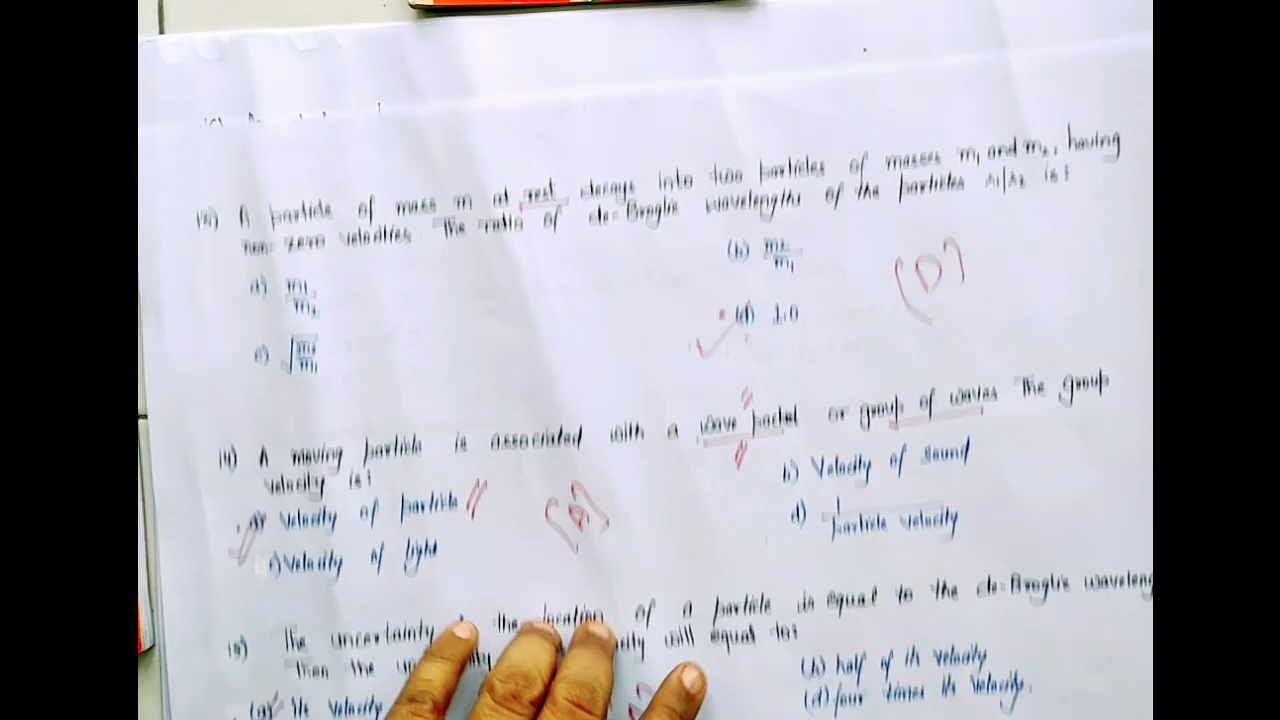 13) A particle of mass m at rest decays into two particles of masses m1 and m2, having
non-zero velocities. The ratio of de-Broglie wavelengths of the particles λ1/λ2 is?
a) m1/m2
(b) m2/m1
c)
(d) 1.0
(D)
14) A moving particle is associated with a wave packet or group of waves The group
velocity is?
a) Velocity of particle
b) Velocity of sound
c) Velocity of light
d) 1/particle velocity
(A)
15) The uncertainty the location of a particle is equal to the de-Broglie
Then the will equal to?
(a) Its velocity
(b) half of its velocity
(d) four times its velocity.